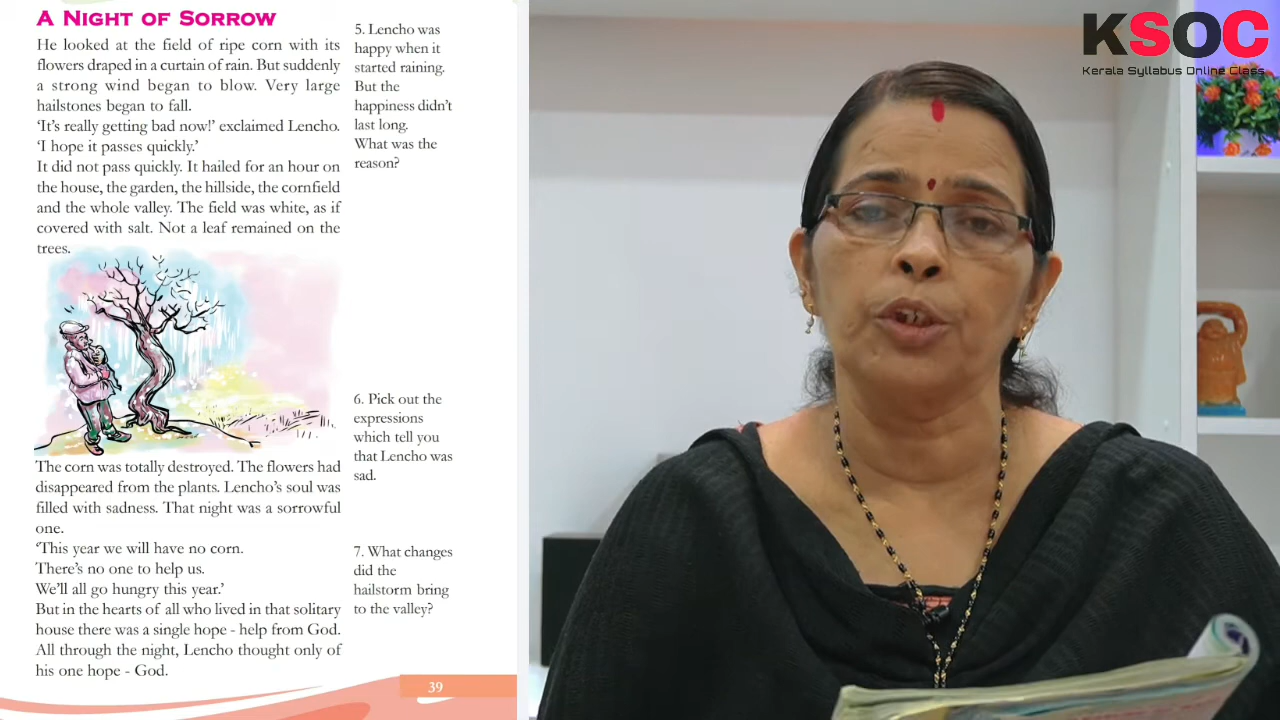 A NIGHT OF SORROW
He looked at the field of ripe corn with its
flowers draped in a curtain of rain. But suddenly
a strong wind began to blow. Very large
hailstones began to fall.
‘It’s really getting bad now!’ exclaimed Lencho.
‘I hope it passes quickly.’
It did not pass quickly. It hailed for an hour on
the house, the garden, the hillside, the cornfield
and the whole valley. The field was white, as if
covered with salt. Not a leaf remained on the
trees.
The corn was totally destroyed. The flowers had
disappeared from the plants. Lencho’s soul was
filled with sadness. That night was a sorrowful
one.
‘This year we will have no corn.
There’s no one to help us.
We’ll all go hungry this year.’
But in the hearts of all who lived in that solitary
house there was a single hope - help from God.
All through the night, Lencho thought only of
his one hope - God.
5. Lencho was
happy when it
started raining.
But the
happiness didn’t
last long.
What was the
reason?
6. Pick out the
expressions
which tell you
that Lencho was
sad.
7. What changes
did the
hailstorm bring
to the valley?
39
KSOC
Kerala Syllabus Online Class